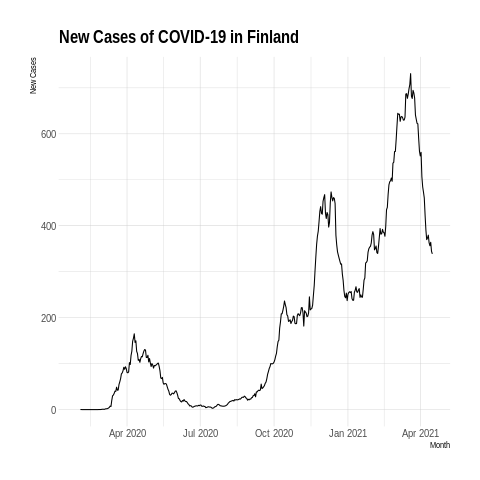 New Cases of COVID-19 in Finland
New Cases
600
400
200
0
Apr 2020
Jul 2020
Oct 2020
Jan 2021
Apr 2021
Month